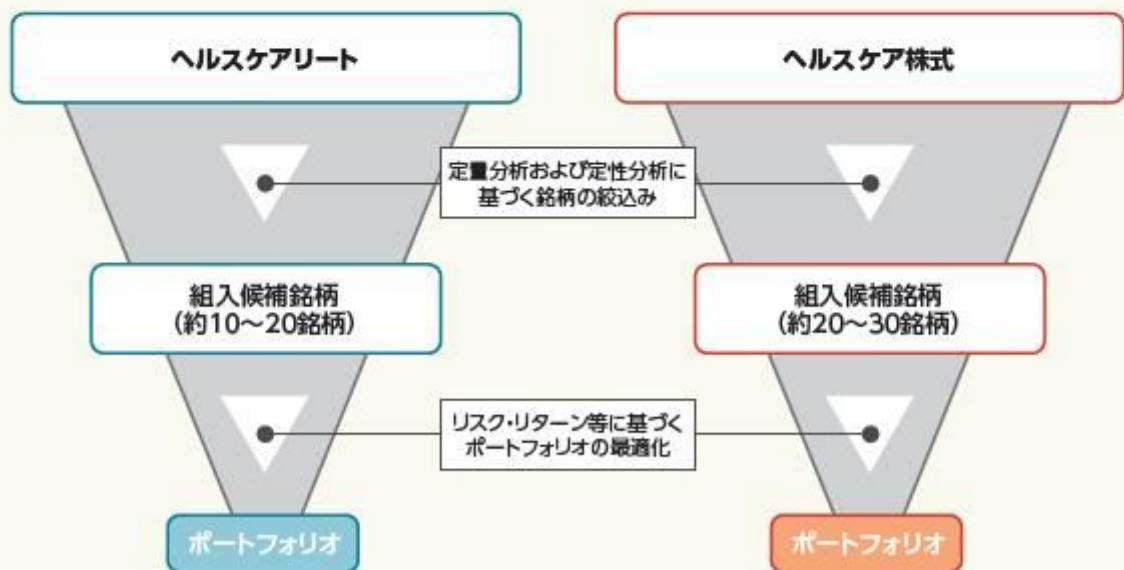 ヘルスケアリート
ヘルスケア株式
定量分析および定性分析に
基づく銘柄の絞込み
組入候補銘柄
(約10～20銘柄)
組入候補銘柄
(約20～30銘柄)
リスク・リターン等に基づく
ポートフォリオの最適化
ポートフォリオ
ポートフォリオ